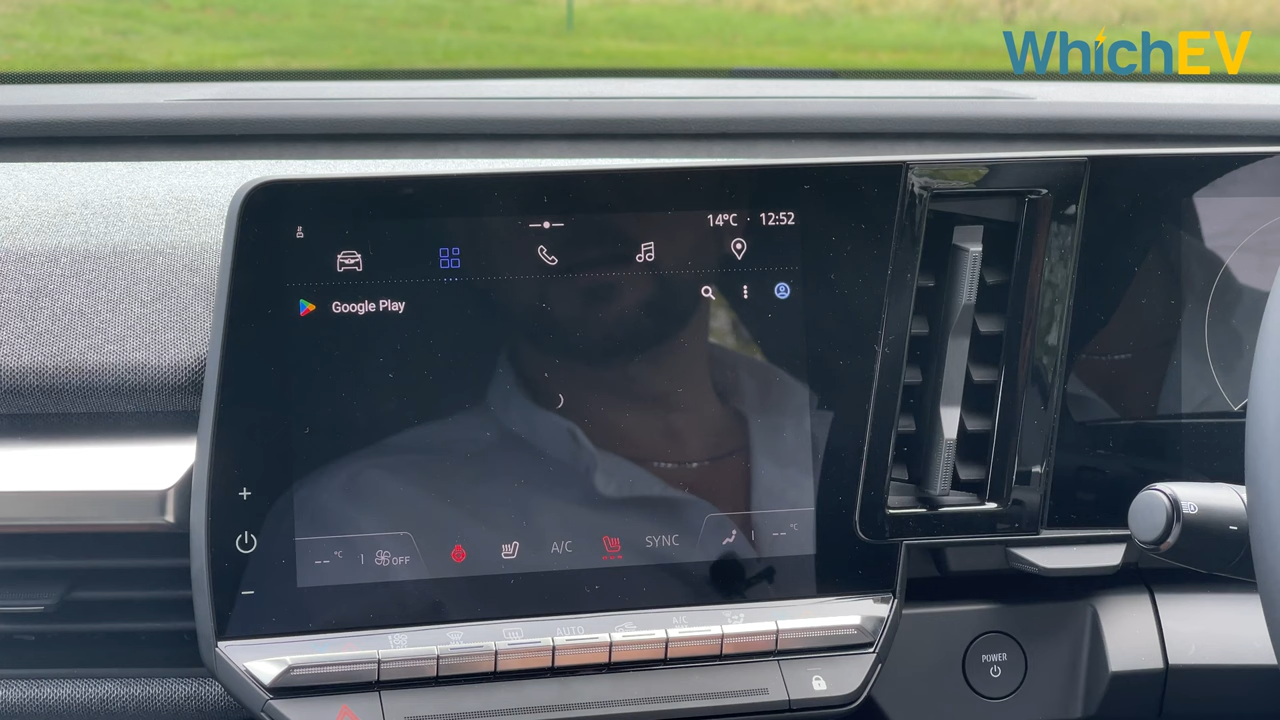 WhichEV
14°C · 12:52
Google Play
--°C
OFF
A/C
SYNC
--°C
AUTO
A/C
POWER